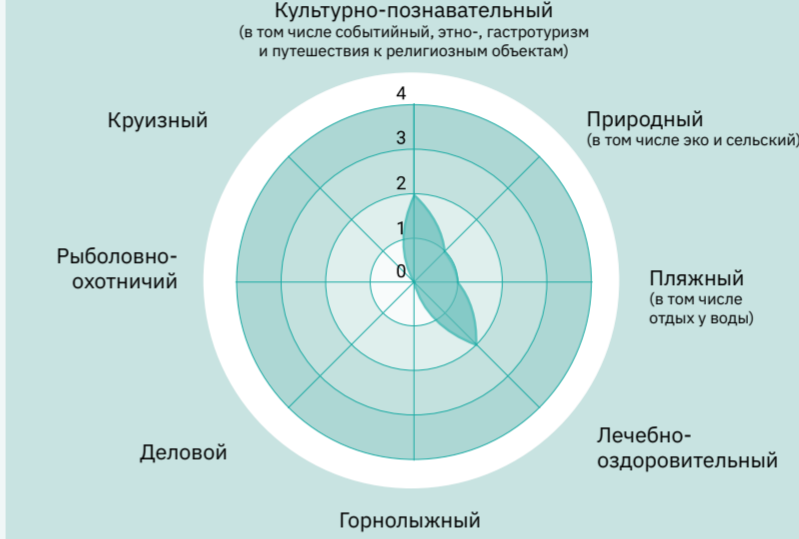 Культурно-познавательный
(в том числе событийный, этно-, гастротуризм
и путешествия к религиозным объектам)
Круизный
Природный
(в том числе эко и сельский)
4
3
2
1
0
Рыболовно-
охотничий
Пляжный
(в том числе
отдых у воды)
Деловой
Лечебно-
оздоровительный
Горнолыжный